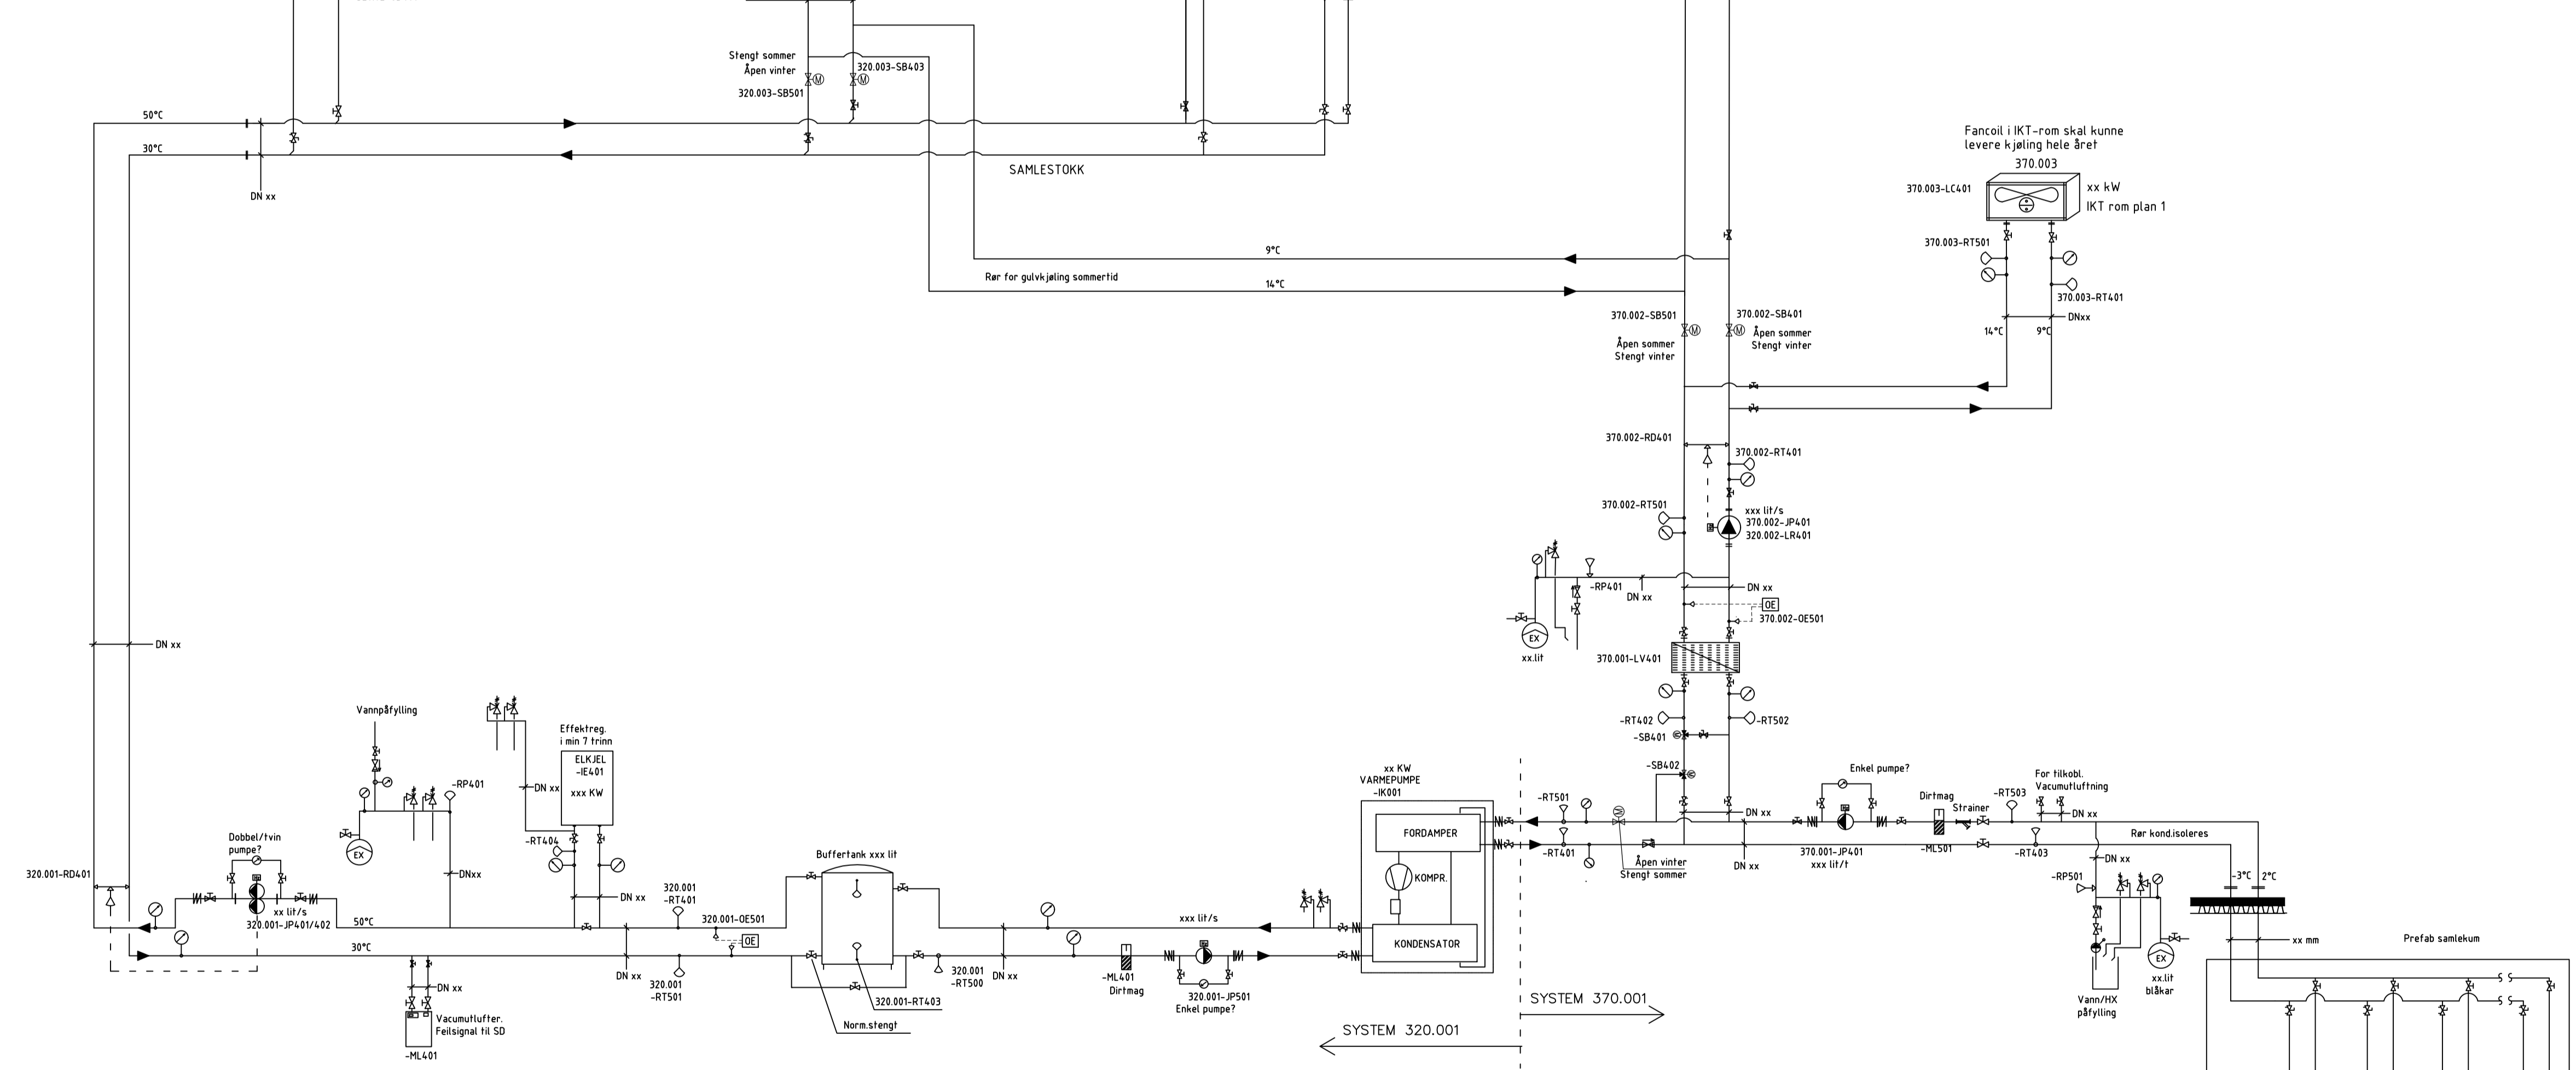 Stengt sommer
Åpen vinter
320.003-SB403
320.003-SB501
50°C
30°C
DN xx
SAMLESTOKK
Fancoil i IKT-rom skal kunne
levere kjøling hele året
370.003
370.003-LC401
xx kW
IKT rom plan 1
370.003-RT501
370.003-RT401
DNxx
14°C
9°C
9°C
Rør for gulvkjøling sommertid
14°C
370.002-SB501
370.002-SB401
Åpen sommer
Stengt vinter
Åpen sommer
Stengt vinter
370.002-RD401
370.002-RT401
370.002-RT501
xxx lit/s
370.002-JP401
320.002-LR401
-RP401
DN xx
DN xx
OE
370.002-OE501
EX
xx.lit
370.001-LV401
-RT402
-RT502
-SB401
-SB402
DN xx
DN xx
Vannpåfylling
-RP401
EX
DNxx
Effektreg.
i min 7 trinn
ELKJEL
-IE401
xxx KW
DN xx
-RT404
DN xx
Dobbel/tvin
pumpe?
320.001-RD401
xx lit/s
320.001-JP401/402
50°C
30°C
DN xx
Vacumutlufter.
Feilsignal til SD
-ML401
320.001
-RT401
320.001-OE501
OE
DN xx
320.001
-RT501
Buffertank xxx lit
320.001-RT403
Norm.stengt
320.001
-RT500
DN xx
xxx lit/s
-ML401
Dirtmag
320.001-JP501
Enkel pumpe?
xx KW
VARMEPUMPE
-IK001
FORDAMPER
KOMPR.
KONDENSATOR
SYSTEM 320.001
SYSTEM 370.001
-RT501
-RT401
M
Åpen vinter
Stengt sommer
DN xx
Enkel pumpe?
370.001-JP401
xxx lit/t
Dirtmag
Strainer
-ML501
-RT503
For tilkobl.
Vacumutluftning
DN xx
Rør kond.isoleres
-RT403
DN xx
-RP501
-3°C
2°C
xx mm
Prefab samlekum
EX
xx.lit
blåkar
Vann/HX
påfylling